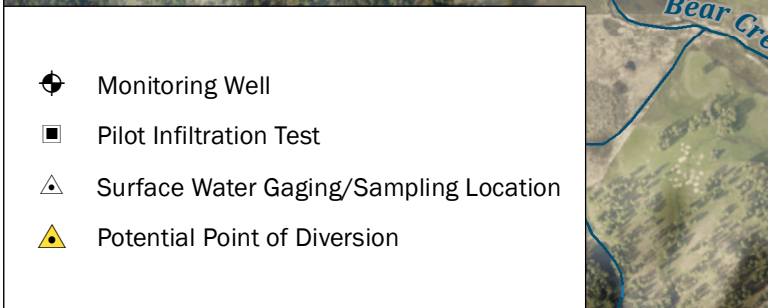 Bear Cre
Monitoring Well
Pilot Infiltration Test
Surface Water Gaging/Sampling Location
Potential Point of Diversion